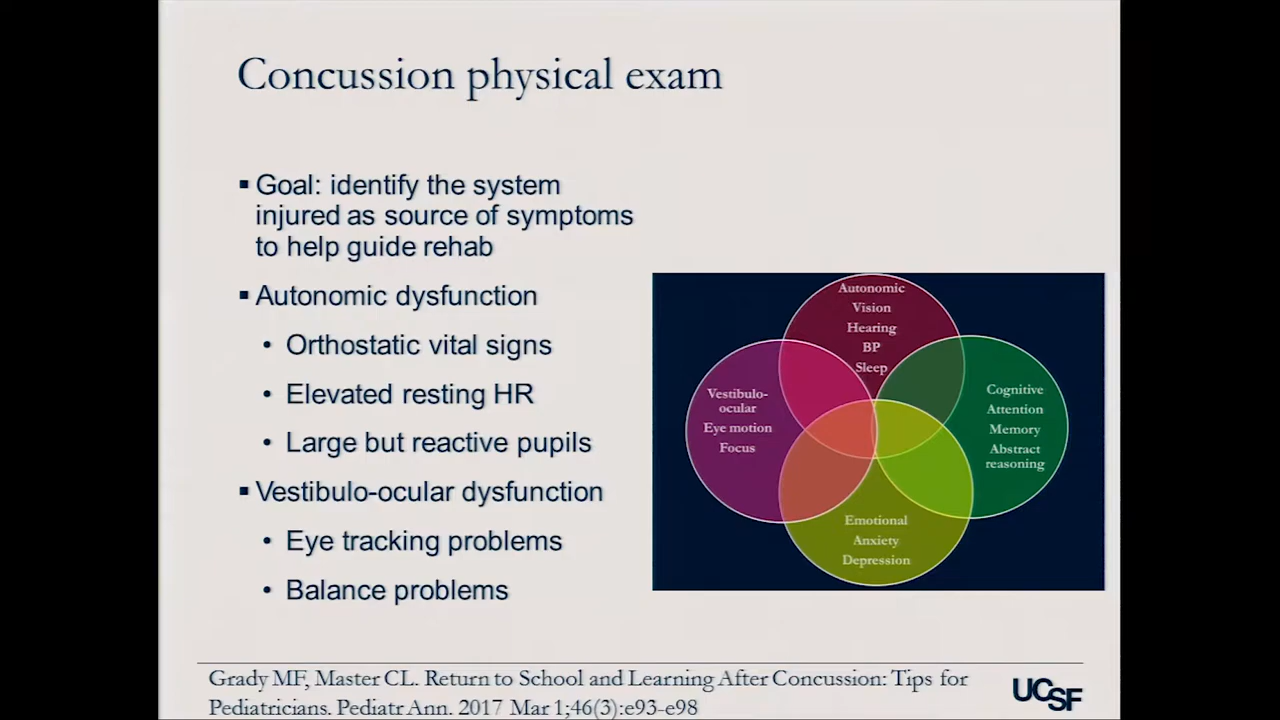 Concussion physical exam
▪ Goal: identify the system
injured as source of symptoms
to help guide rehab
▪ Autonomic dysfunction
• Orthostatic vital signs
• Elevated resting HR
• Large but reactive pupils
▪ Vestibulo-ocular dysfunction
• Eye tracking problems
• Balance problems
Autonomic
Vision
Hearing
BP
Sleep
Vestibulo-
ocular
Eye motion
Focus
Cognitive
Attention
Memory
Abstract
reasoning
Emotional
Anxiety
Depression
Grady MF, Master CL. Return to School and Learning After Concussion: Tips for
Pediatricians. Pediatr Ann. 2017 Mar 1;46(3):e93-e98
UCSF